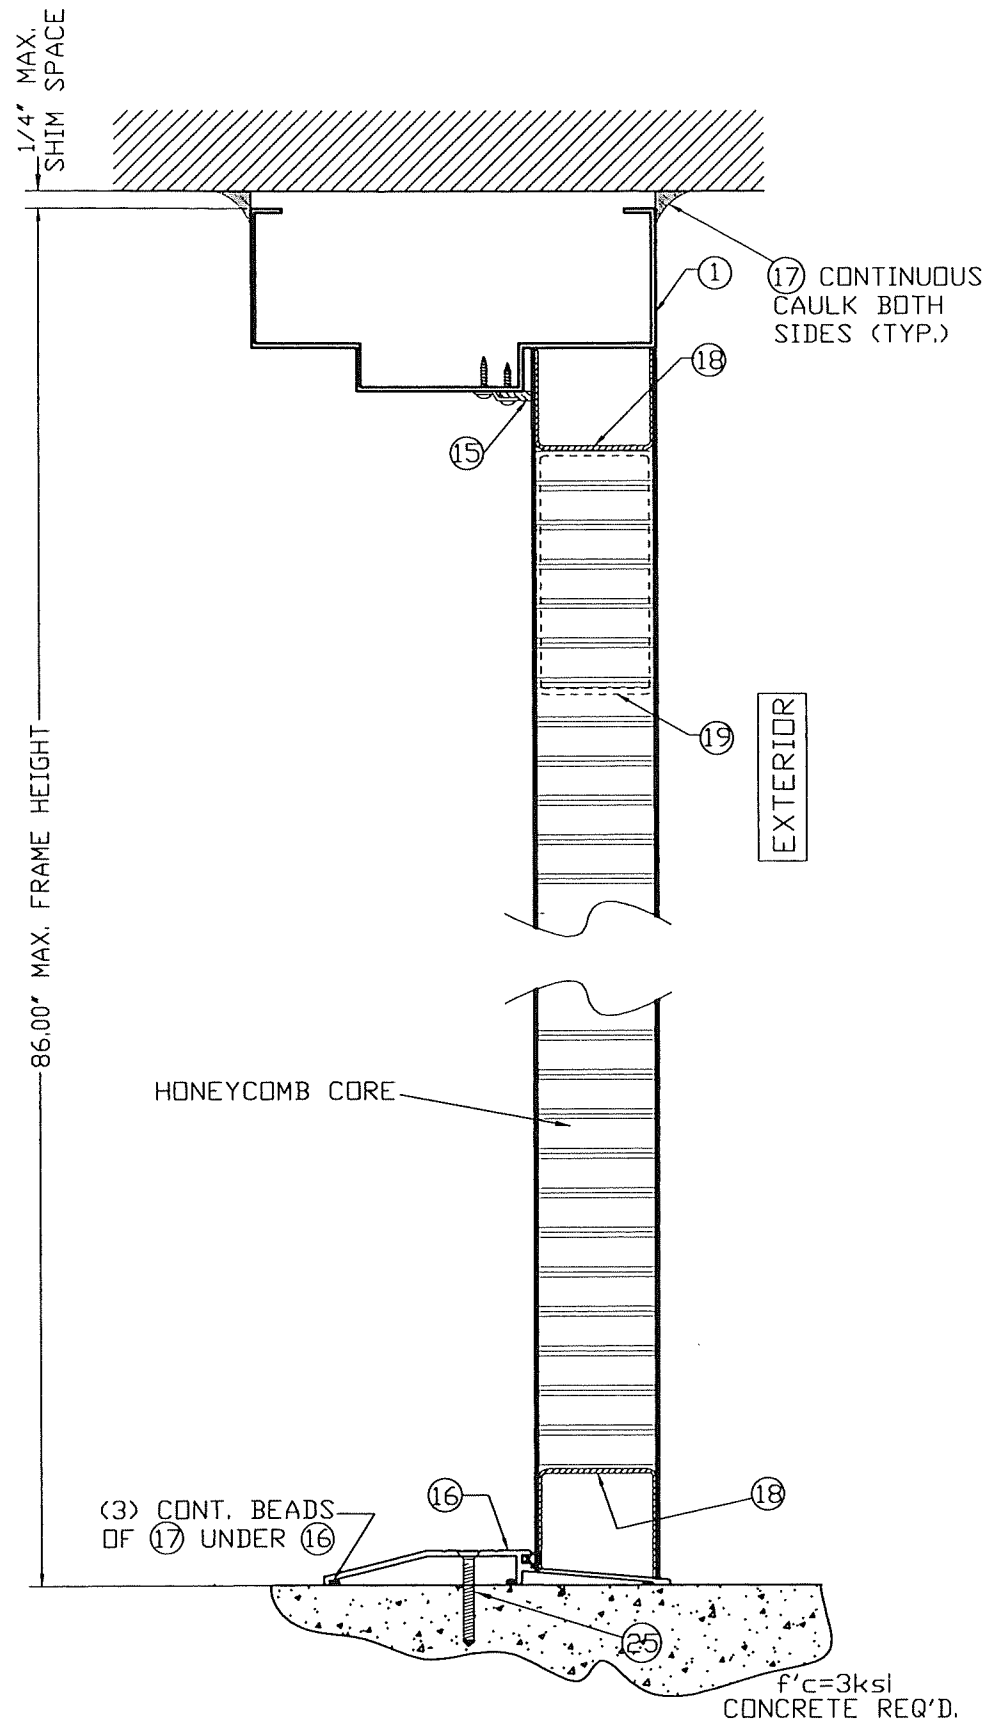 1/4" MAX.
SHIM SPACE
1
17 CONTINUOUS
CAULK BOTH
SIDES (TYP.)
18
15
19
EXTERIOR
86.00" MAX. FRAME HEIGHT
HONEYCOMB CORE
(3) CONT. BEADS
OF 17 UNDER 16
16
18
25
f'c=3ksi
CONCRETE REQ'D.